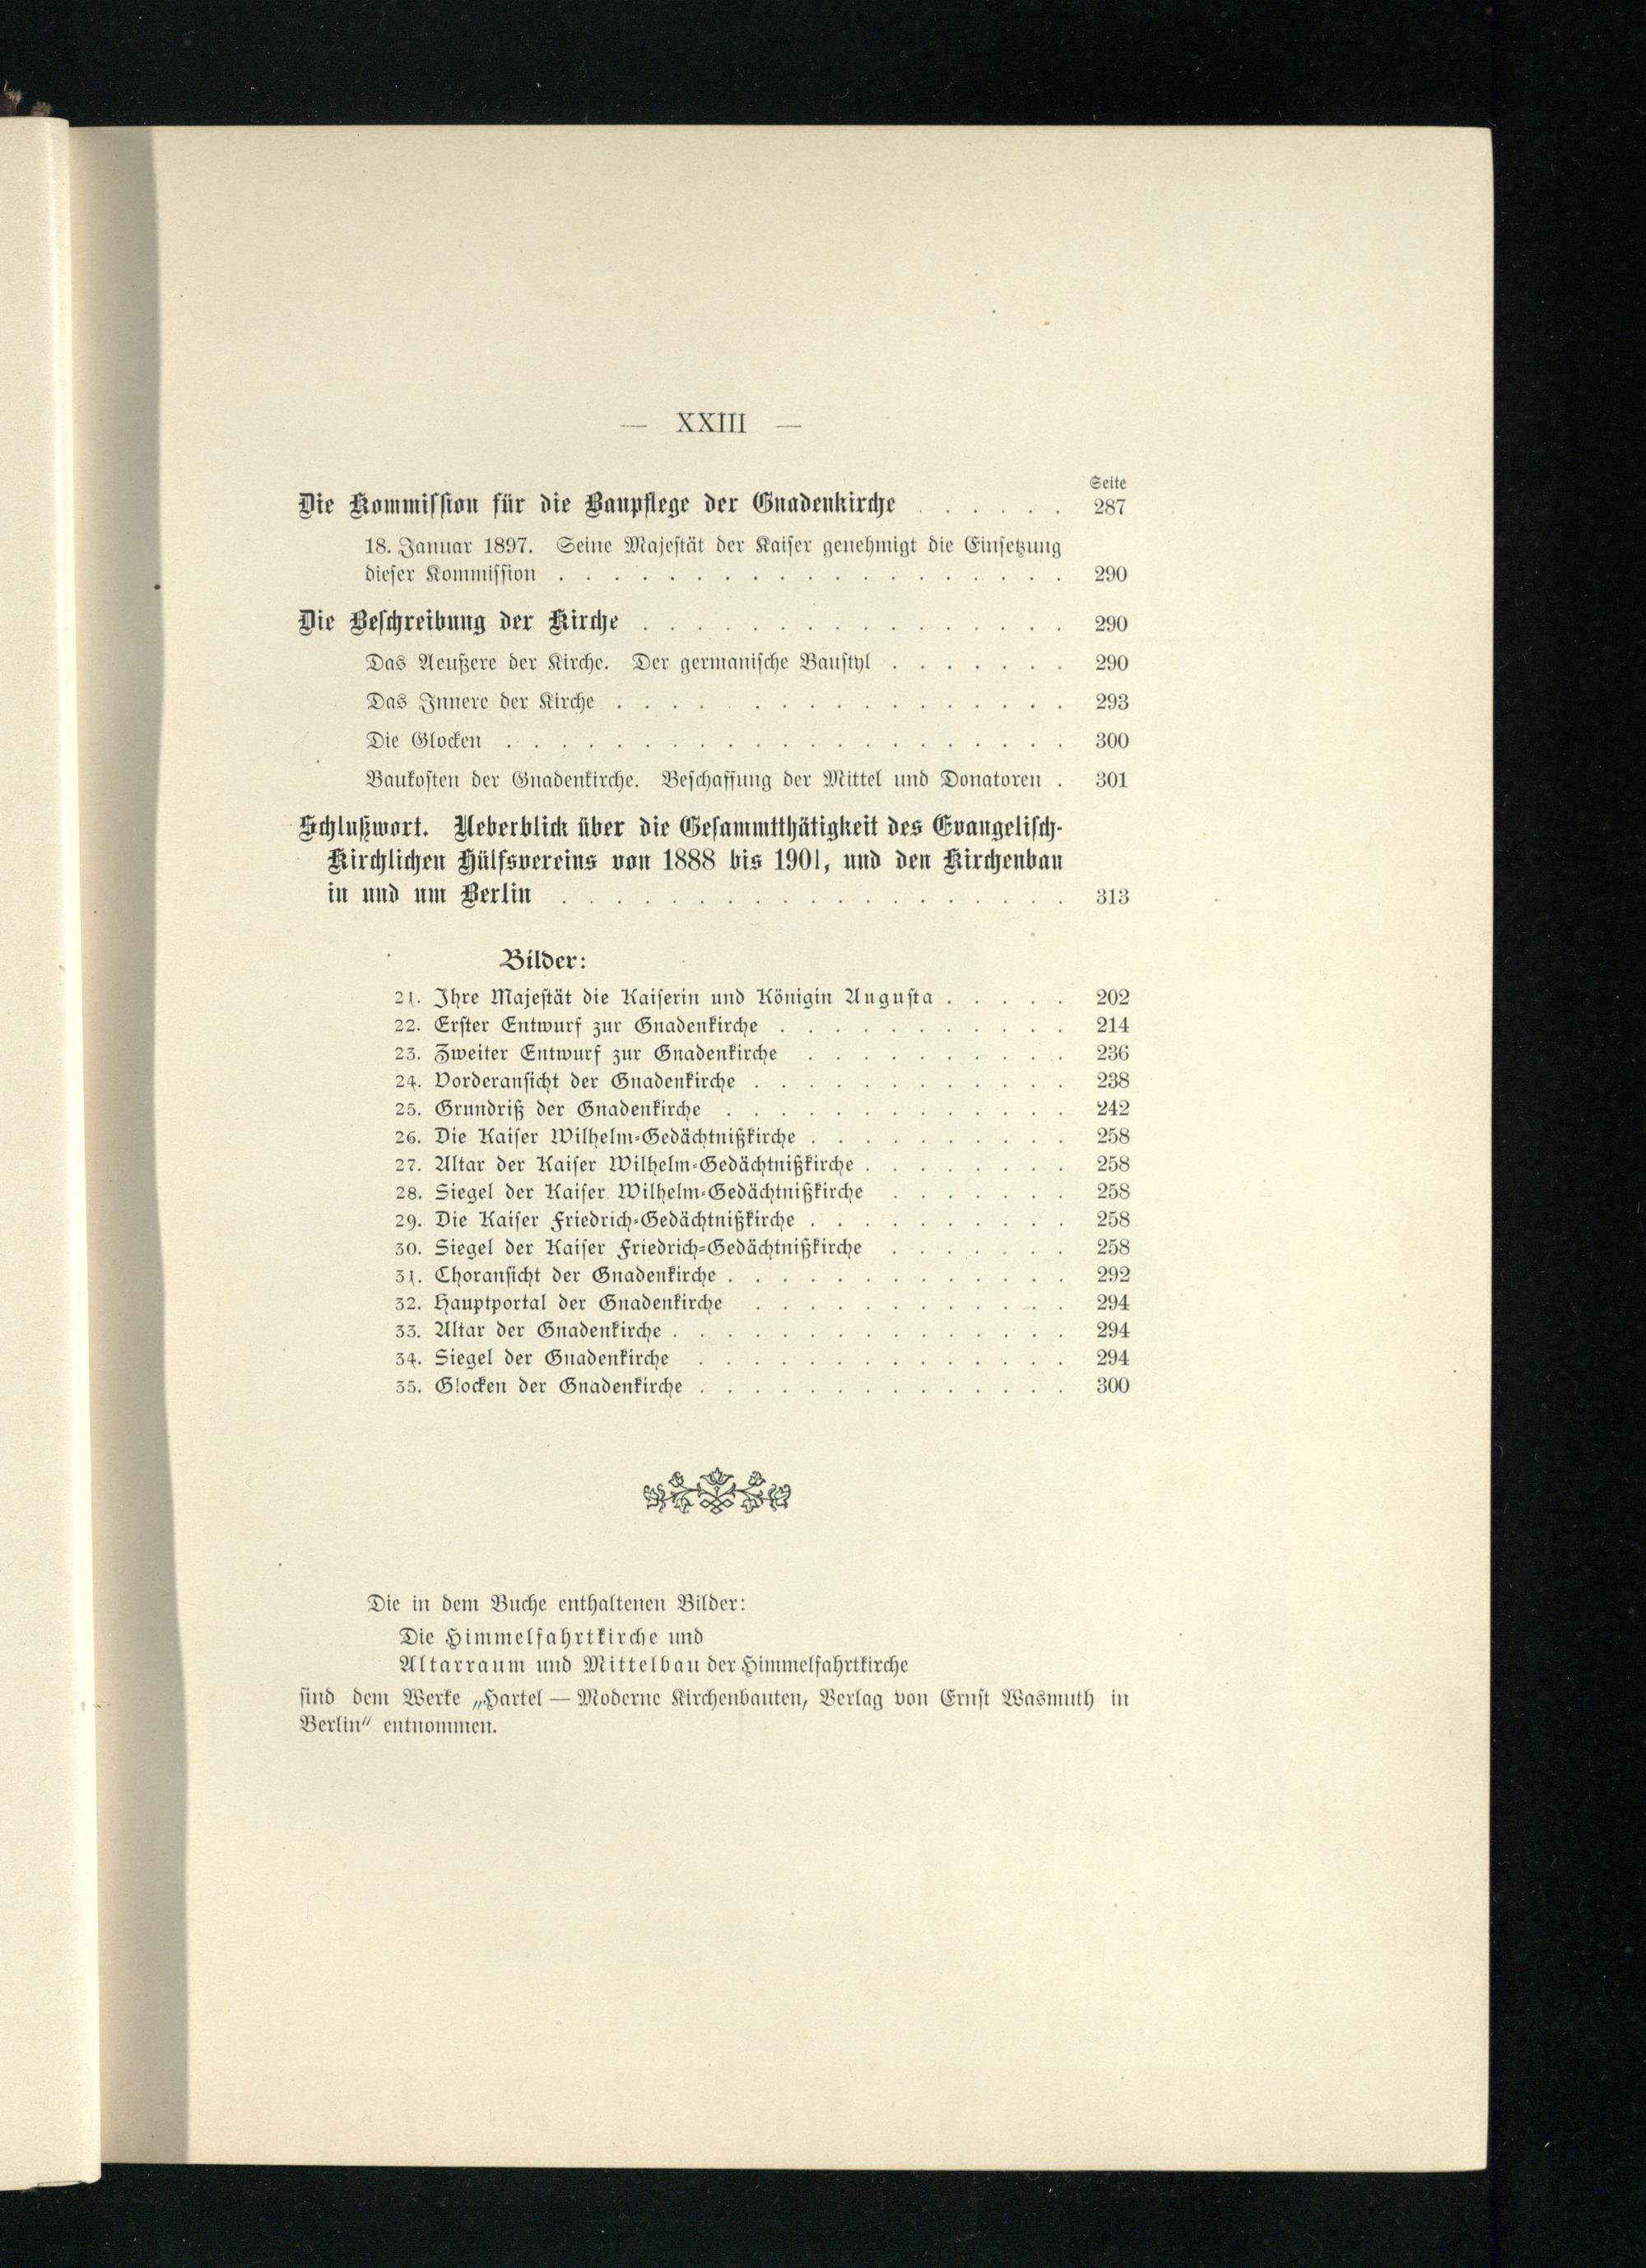 — XXIII —
Seite
Die Kommission für die Baupflege der Gnadenkirche . . . . . . 287
18. Januar 1897. Seine Majestät der Kaiser genehmigt die Einsetzung
dieser Kommission . . . . . . . . . . . . . . . . . . . 290
Die Beschreibung der Kirche . . . . . . . . . . . . . . . . 290
Das Aeußere der Kirche. Der germanische Baustyl . . . . . . . 290
Das Innere der Kirche . . . . . . . . . . . . . . . . 293
Die Glocken . . . . . . . . . . . . . . . . . . . . . 300
Baukosten der Gnadenkirche. Beschaffung der Mittel und Donatoren . 301
Schlußwort. Ueberblick über die Gesammtthätigkeit des Evangelisch-
Kirchlichen Hülfsvereins von 1888 bis 1901, und den Kirchenbau
in und um Berlin . . . . . . . . . . . . . . . . . . . 313
Bilder:
21. Ihre Majestät die Kaiserin und Königin Augusta . . . . . 202
22. Erster Entwurf zur Gnadenkirche . . . . . . . . . . . 214
23. Zweiter Entwurf zur Gnadenkirche . . . . . . . . . . 236
24. Vorderansicht der Gnadenkirche . . . . . . . . . . . . 238
25. Grundriß der Gnadenkirche . . . . . . . . . . . . . 242
26. Die Kaiser Wilhelm-Gedächtnißkirche . . . . . . . . . . 258
27. Altar der Kaiser Wilhelm-Gedächtnißkirche . . . . . . . . 258
28. Siegel der Kaiser Wilhelm-Gedächtnißkirche . . . . . . . 258
29. Die Kaiser Friedrich-Gedächtnißkirche . . . . . . . . . . 258
30. Siegel der Kaiser Friedrich-Gedächtnißkirche . . . . . . . 258
31. Choransicht der Gnadenkirche . . . . . . . . . . . . . 292
32. Hauptportal der Gnadenkirche . . . . . . . . . . . . 294
33. Altar der Gnadenkirche . . . . . . . . . . . . . . . 294
34. Siegel der Gnadenkirche . . . . . . . . . . . . . . 294
35. Glocken der Gnadenkirche . . . . . . . . . . . . . . 300
Die in dem Buche enthaltenen Bilder:
Die Himmelfahrtkirche und
Altarraum und Mittelbau der Himmelfahrtkirche
sind dem Werke „Hartel — Moderne Kirchenbauten, Verlag von Ernst Wasmuth in
Berlin“ entnommen.